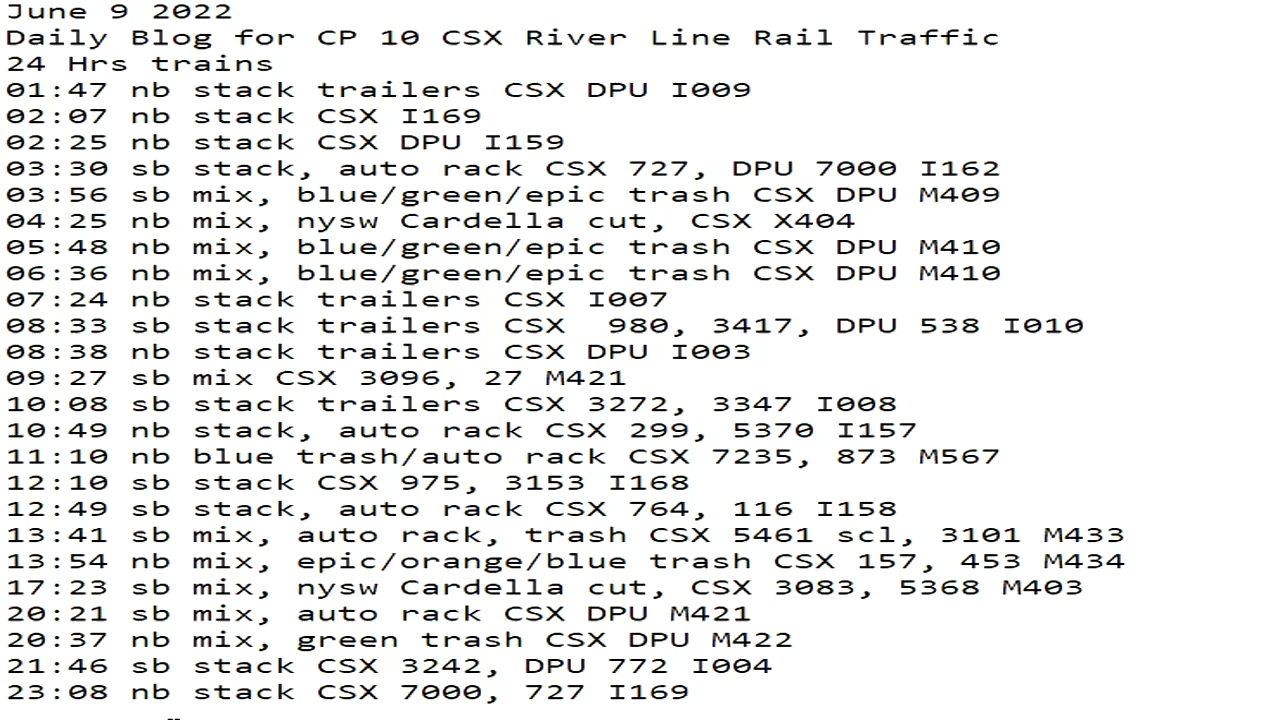 June 9 2022
Daily Blog for CP 10 CSX River Line Rail Traffic
24 Hrs trains
01:47 nb stack trailers CSX DPU I009
02:07 nb stack CSX I169
02:25 nb stack CSX DPU I159
03:30 sb stack, auto rack CSX 727, DPU 7000 I162
03:56 sb mix, blue/green/epic trash CSX DPU M409
04:25 nb mix, nysw Cardella cut, CSX X404
05:48 nb mix, blue/green/epic trash CSX DPU M410
06:36 nb mix, blue/green/epic trash CSX DPU M410
07:24 nb stack trailers CSX I007
08:33 sb stack trailers CSX  980, 3417, DPU 538 I010
08:38 nb stack trailers CSX DPU I003
09:27 sb mix CSX 3096, 27 M421
10:08 sb stack trailers CSX 3272, 3347 I008
10:49 nb stack, auto rack CSX 299, 5370 I157
11:10 nb blue trash/auto rack CSX 7235, 873 M567
12:10 sb stack CSX 975, 3153 I168
12:49 sb stack, auto rack CSX 764, 116 I158
13:41 sb mix, auto rack, trash CSX 5461 scl, 3101 M433
13:54 nb mix, epic/orange/blue trash CSX 157, 453 M434
17:23 sb mix, nysw Cardella cut, CSX 3083, 5368 M403
20:21 sb mix, auto rack CSX DPU M421
20:37 nb mix, green trash CSX DPU M422
21:46 sb stack CSX 3242, DPU 772 I004
23:08 nb stack CSX 7000, 727 I169